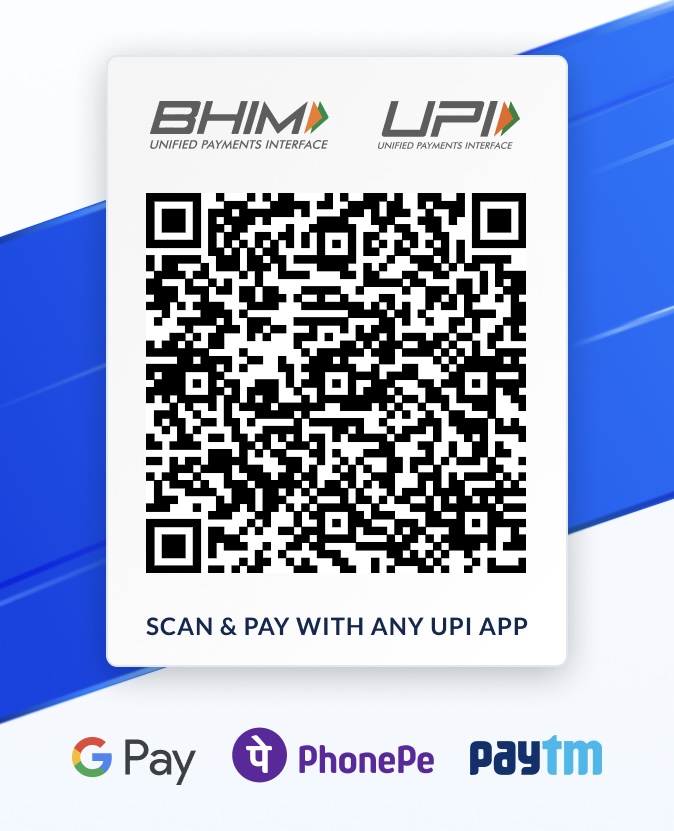 BHIM UPI
UNIFIED PAYMENTS INTERFACE UNIFIED PAYMENTS INTERFACE
SCAN & PAY WITH ANY UPI APP
G Pay पे PhonePe paytm